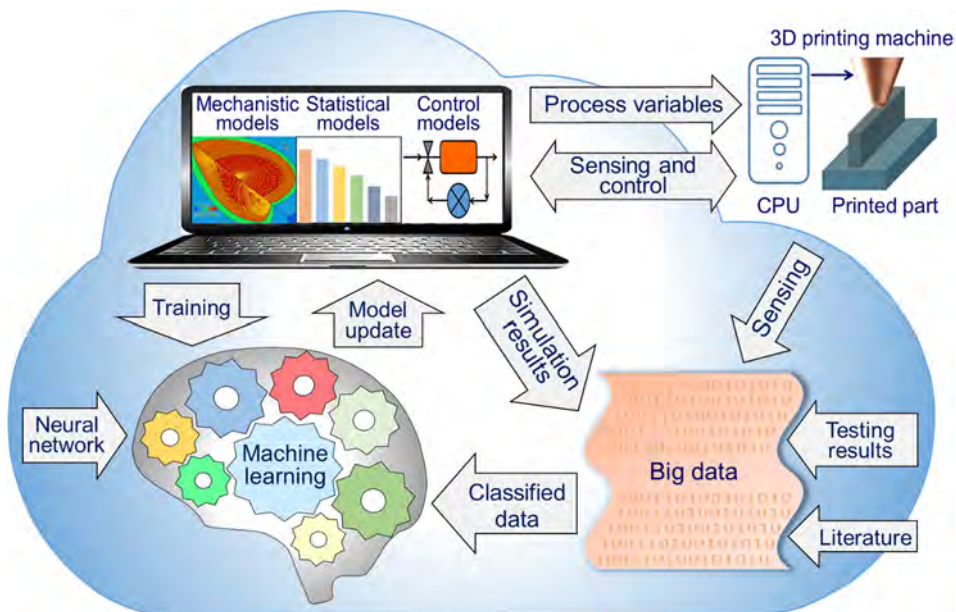 3D printing machine
Mechanistic
models
Statistical
models
Control
models
Process variables
Sensing and
control
CPU
Printed part
Training
Model
update
Simulation
results
Sensing
Neural
network
Machine
learning
Classified
data
Big data
Testing
results
Literature